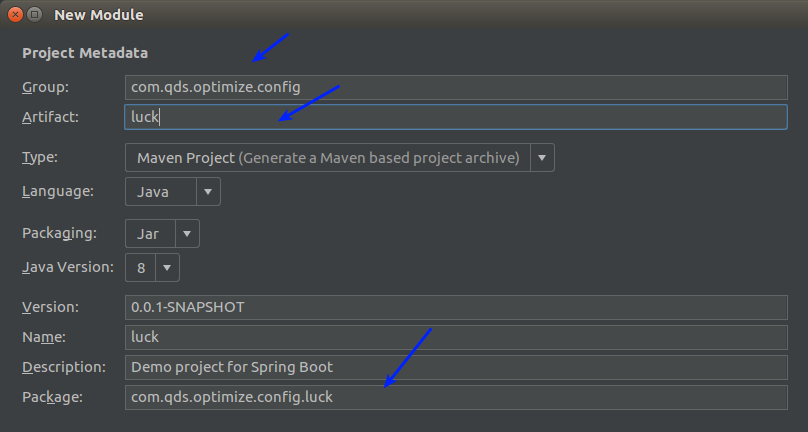 New Module
Project Metadata
Group: com.qds.optimize.config
Artifact: luck
Type: Maven Project (Generate a Maven based project archive)
Language: Java
Packaging: Jar
Java Version: 8
Version: 0.0.1-SNAPSHOT
Name: luck
Description: Demo project for Spring Boot
Package: com.qds.optimize.config.luck